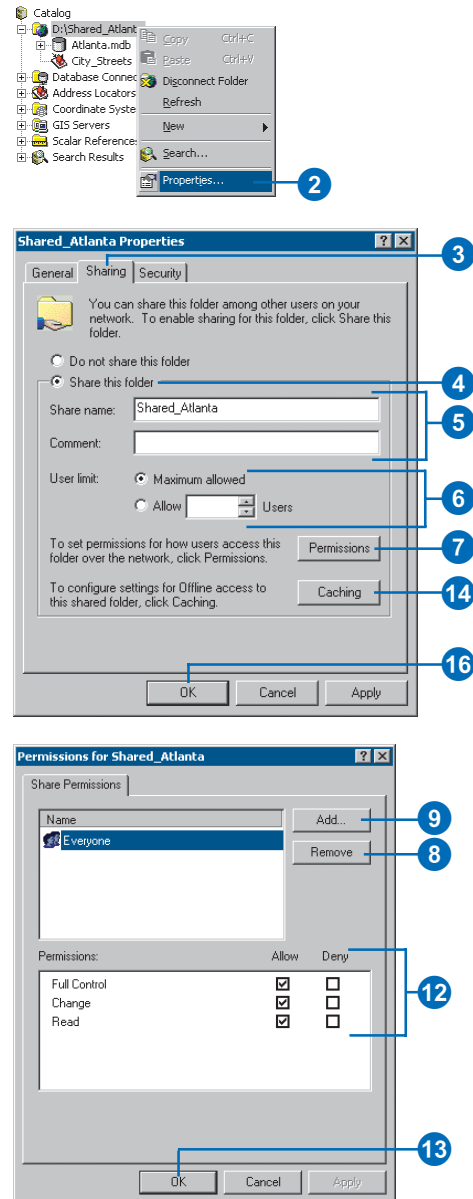 Catalog
D:\Shared_Atlant
Atlanta.mdb
City_Streets
Database Connec
Address Locators
Coordinate Syste
GIS Servers
Scalar Reference
Search Results
Copy Ctrl+C
Paste Ctrl+V
Disconnect Folder
Refresh
New
Search...
Properties...
2
Shared_Atlanta Properties
3
General Sharing Security
You can share this folder among other users on your
network. To enable sharing for this folder, click Share this
folder.
Do not share this folder
Share this folder
4
Share name: Shared_Atlanta
5
Comment:
User limit: Maximum allowed
6
Allow Users
To set permissions for how users access this
folder over the network, click Permissions.
Permissions
7
To configure settings for Offline access to
this shared folder, click Caching.
Caching
14
16
OK Cancel Apply
Permissions for Shared_Atlanta
Share Permissions
Name
Add...
9
Everyone
Remove
8
Permissions: Allow Deny
Full Control
Change
Read
12
13
OK Cancel Apply